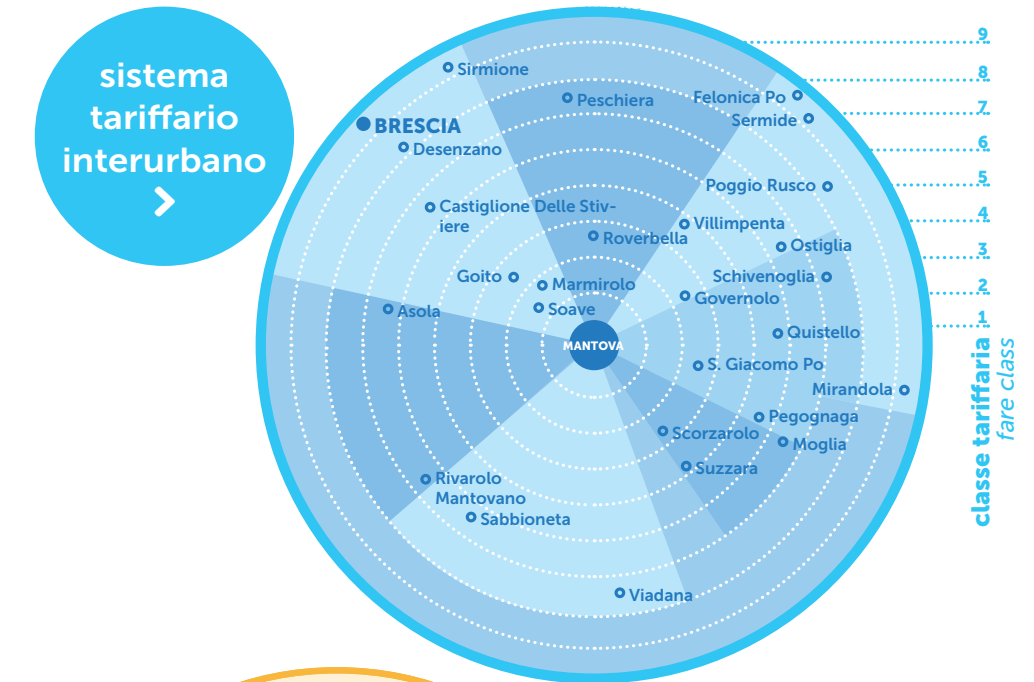 sistema
tariffario
interurbano
9
8
7
6
5
4
3
2
1
classe tariffaria
fare class
Sirmione
Peschiera
Felonica Po
Sermide
BRESCIA
Desenzano
Poggio Rusco
Castiglione Delle Stiv-
iere
Villimpenta
Roverbella
Ostiglia
Goito
Marmirolo
Schivenoglia
Governolo
Asola
Soave
Quistello
MANTOVA
S. Giacomo Po
Mirandola
Pegognaga
Scorzarolo
Moglia
Suzzara
Rivarolo
Mantovano
Sabbioneta
Viadana